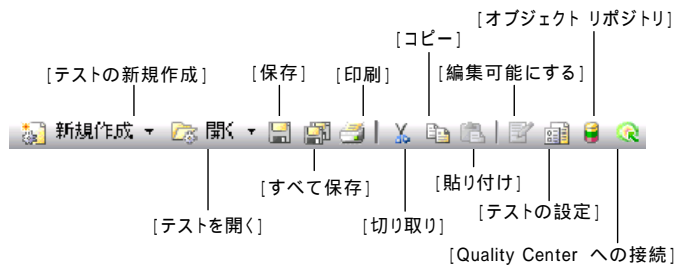 [オブジェクト リポジトリ]
[コピー]
[テストの新規作成]
[保存]
[印刷]
[編集可能にする]
新規作成
開く
[すべて保存]
[貼り付け]
[テストを開く]
[切り取り]
[テストの設定]
[Quality Center への接続]